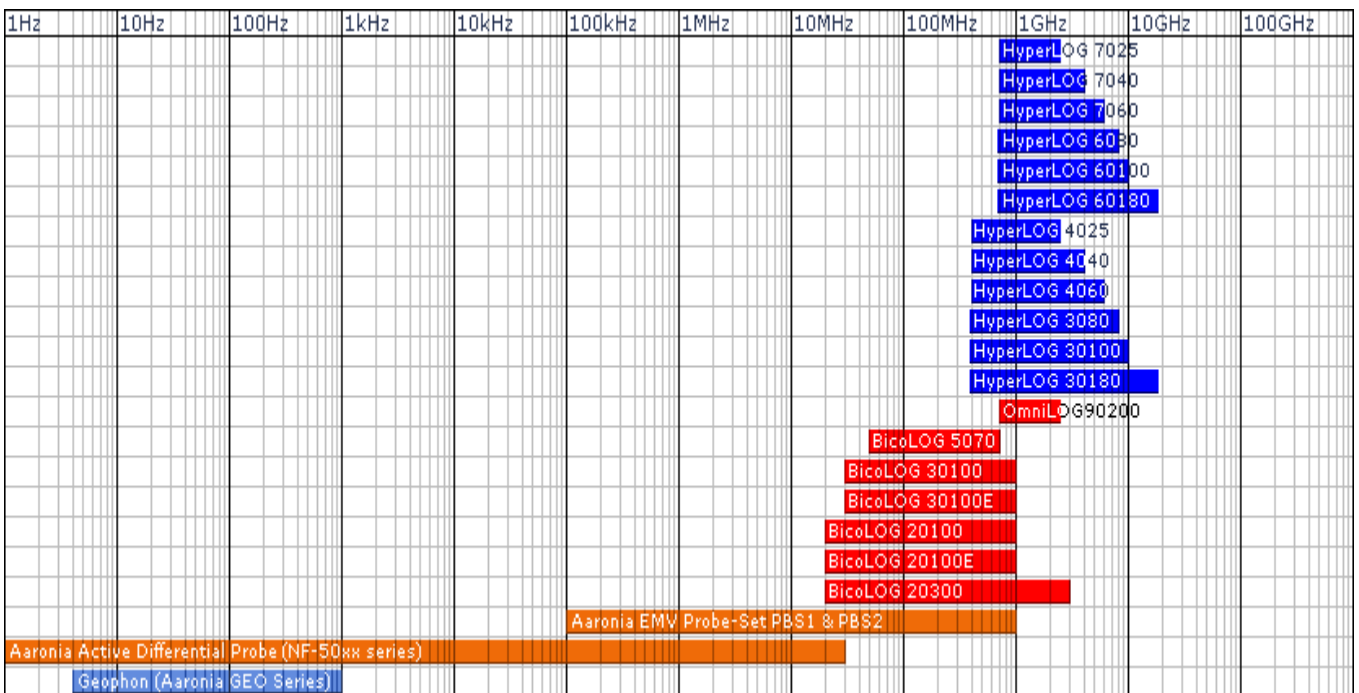 1Hz 10Hz 100Hz 1kHz 10kHz 100kHz 1MHz 10MHz 100MHz 1GHz 10GHz 100GHz
HyperLOG 7025
HyperLOG 7040
HyperLOG 7060
HyperLOG 6080
HyperLOG 60100
HyperLOG 60180
HyperLOG 4025
HyperLOG 4040
HyperLOG 4060
HyperLOG 3080
HyperLOG 30100
HyperLOG 30180
OmniLOG90200
BicoLOG 5070
BicoLOG 30100
BicoLOG 30100E
BicoLOG 20100
BicoLOG 20100E
BicoLOG 20300
Aaronia EMV Probe-Set PBS1 & PBS2
Aaronia Active Differential Probe (NF-50xx series)
Geophon (Aaronia GEO Series)